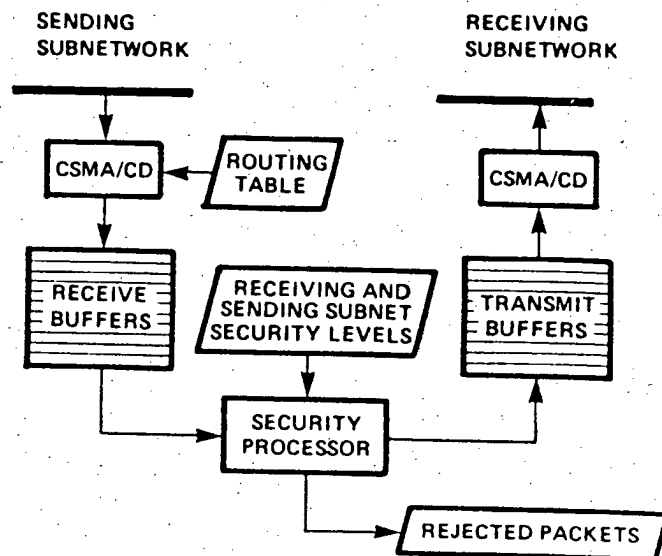 SENDING
SUBNETWORK
RECEIVING
SUBNETWORK
CSMA/CD
ROUTING
TABLE
CSMA/CD
RECEIVE
BUFFERS
RECEIVING AND
SENDING SUBNET
SECURITY LEVELS
TRANSMIT
BUFFERS
SECURITY
PROCESSOR
REJECTED PACKETS